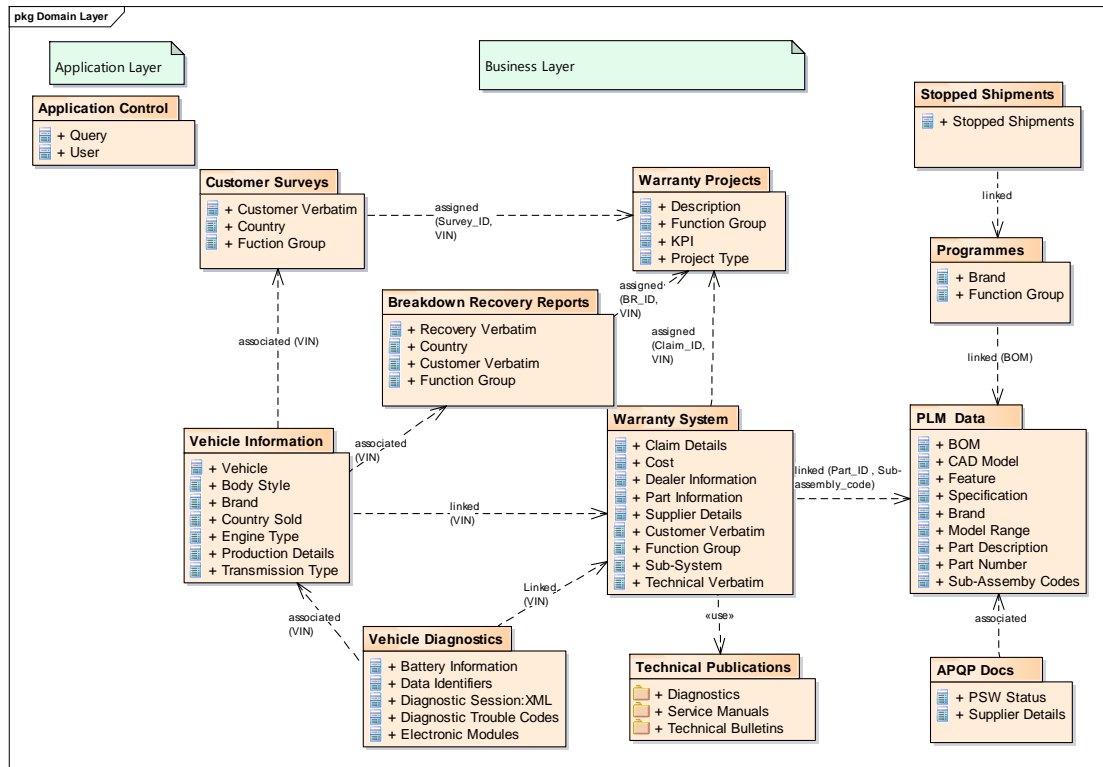 pkg Domain Layer
Application Layer
Business Layer
Application Control
+ Query
+ User
Customer Surveys
+ Customer Verbatim
+ Country
+ Fuction Group
assigned
(Survey_ID,
VIN)
Warranty Projects
+ Description
+ Function Group
+ KPI
+ Project Type
Stopped Shipments
+ Stopped Shipments
linked
Programmes
+ Brand
+ Function Group
linked (BOM)
associated (VIN)
Breakdown Recovery Reports
+ Recovery Verbatim
+ Country
+ Customer Verbatim
+ Function Group
assigned
(BR_ID,
VIN)
assigned
(Claim_ID,
VIN)
Vehicle Information
+ Vehicle
+ Body Style
+ Brand
+ Country Sold
+ Engine Type
+ Production Details
+ Transmission Type
associated
(VIN)
linked
(VIN)
Warranty System
+ Claim Details
+ Cost
+ Dealer Information
+ Part Information
+ Supplier Details
+ Customer Verbatim
+ Function Group
+ Sub-System
+ Technical Verbatim
linked (Part_ID , Sub-
assembly_code)
PLM Data
+ BOM
+ CAD Model
+ Feature
+ Specification
+ Brand
+ Model Range
+ Part Description
+ Part Number
+ Sub-Assemby Codes
associated
(VIN)
Linked
(VIN)
«use»
associated
Vehicle Diagnostics
+ Battery Information
+ Data Identifiers
+ Diagnostic Session:XML
+ Diagnostic Trouble Codes
+ Electronic Modules
Technical Publications
+ Diagnostics
+ Service Manuals
+ Technical Bulletins
APQP Docs
+ PSW Status
+ Supplier Details